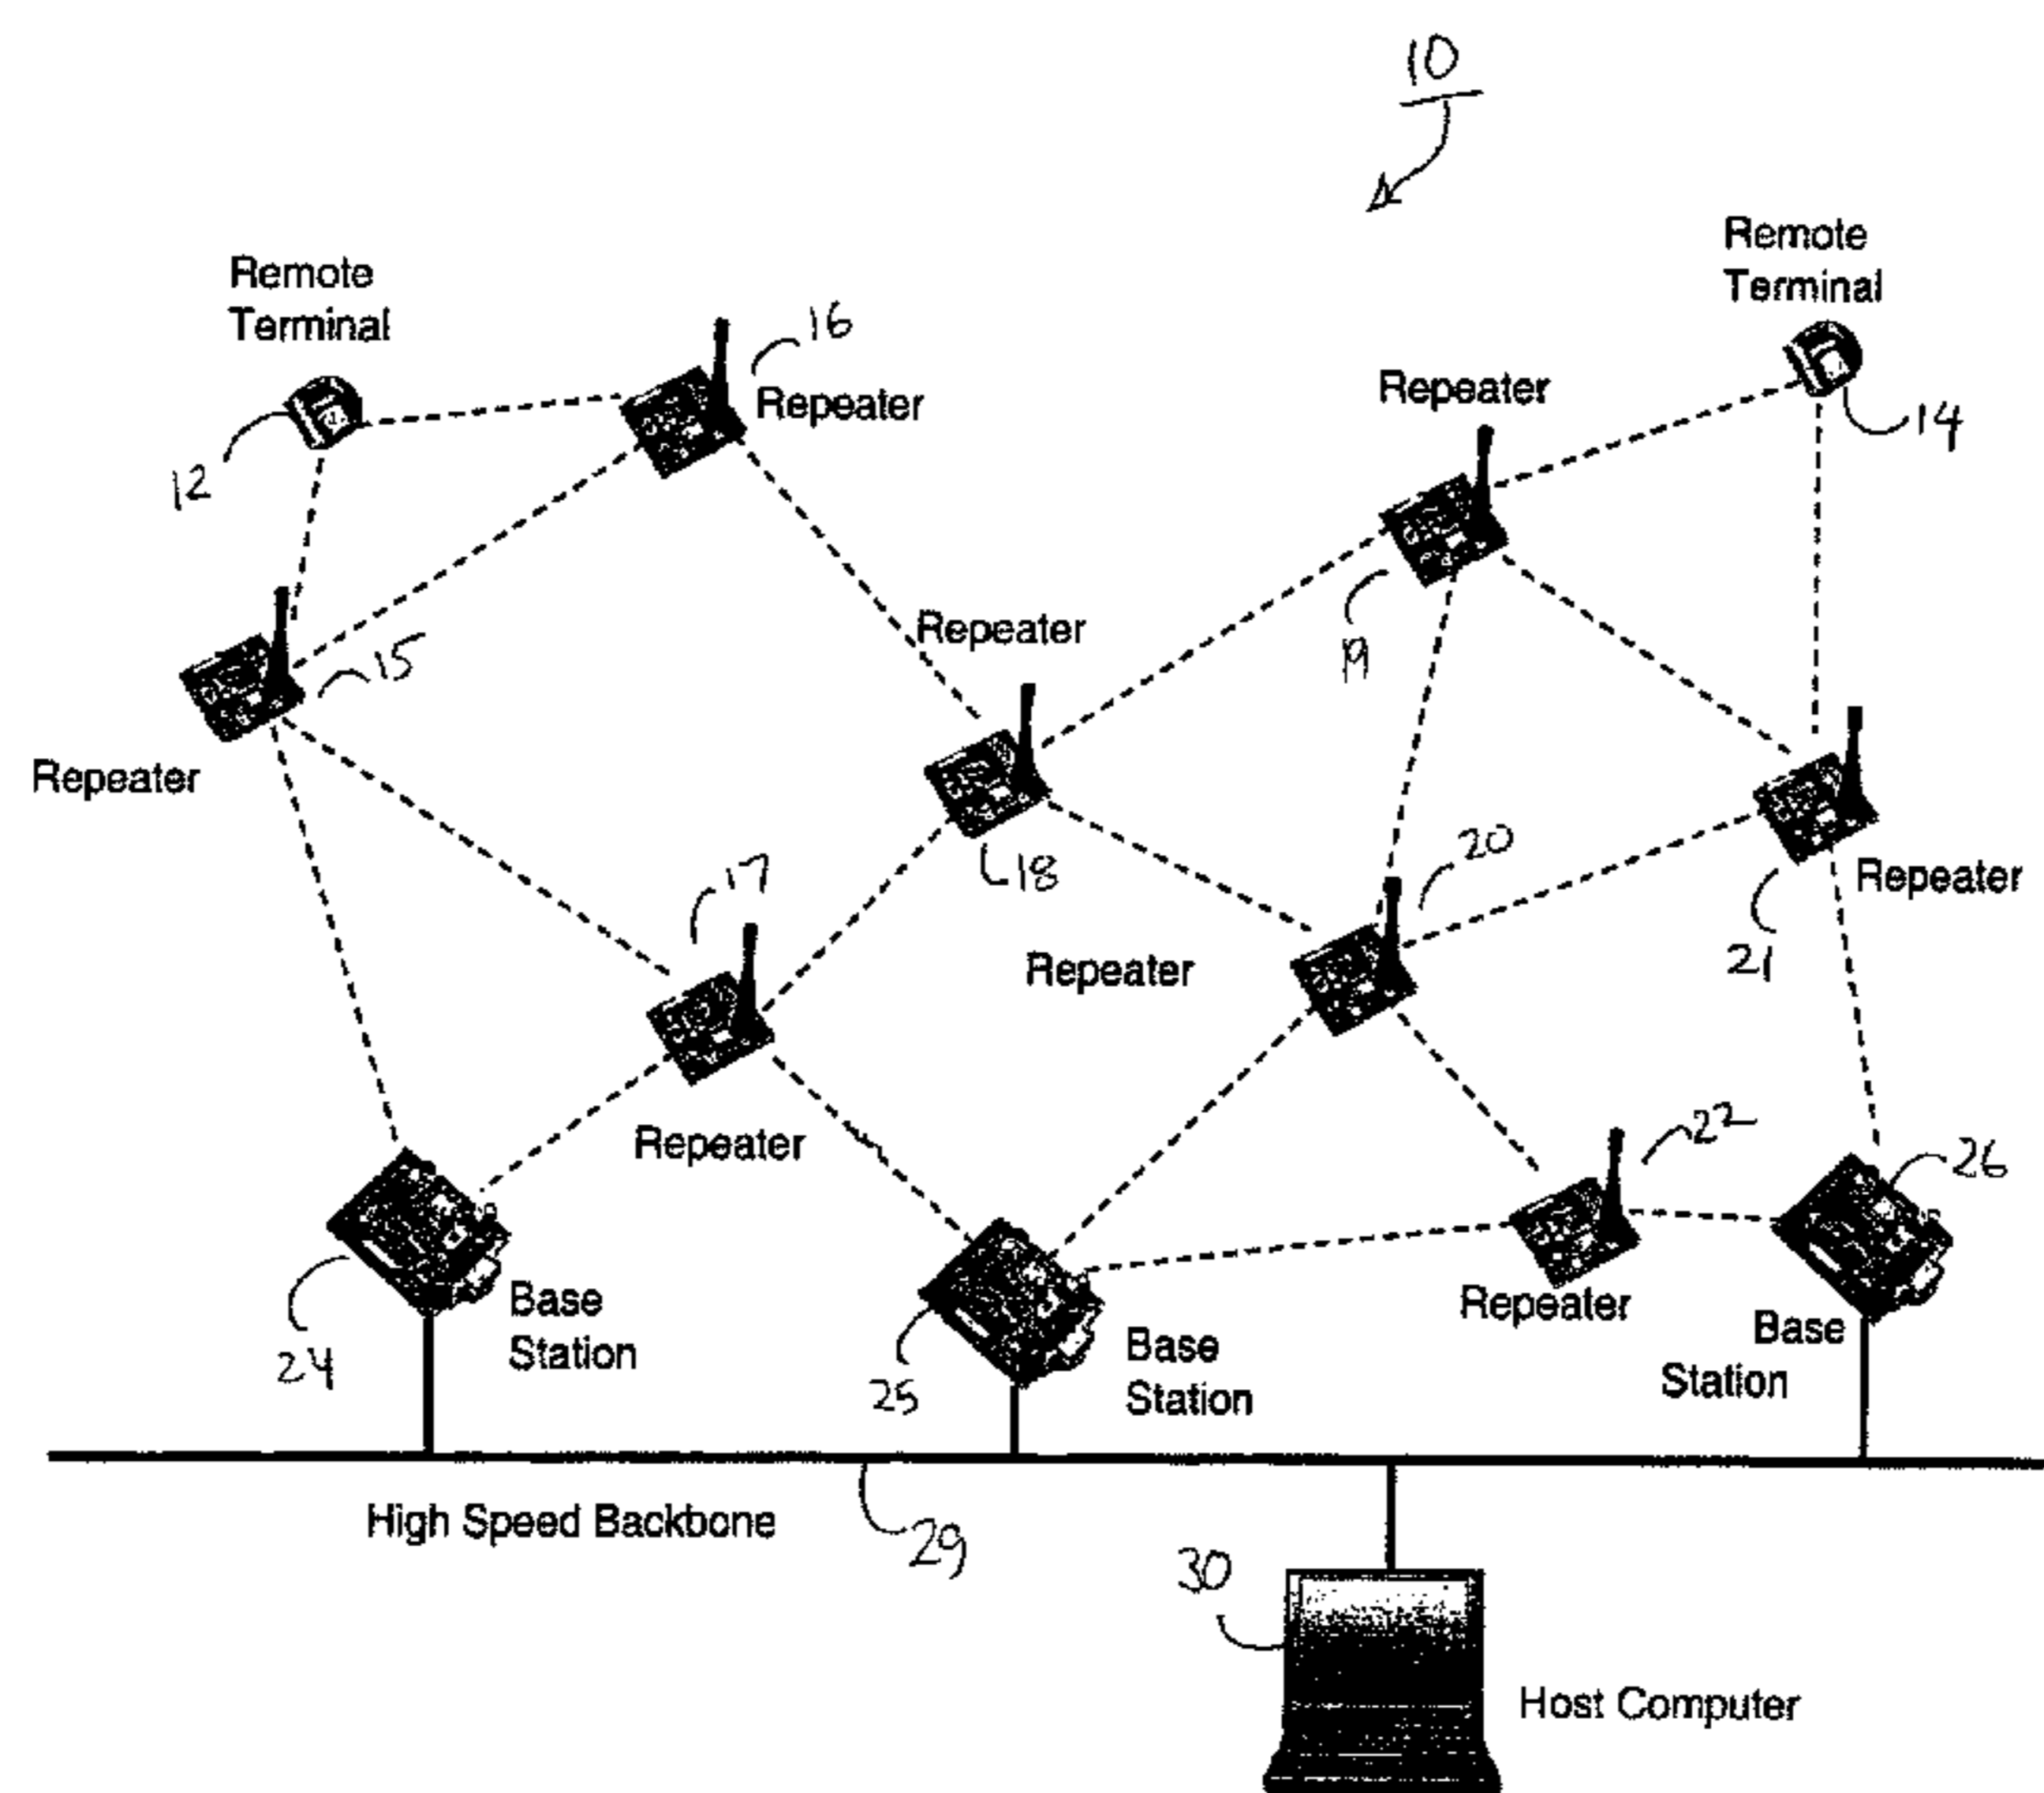 10
Remote
Terminal
Remote
Terminal
16
Repeater
Repeater
14
12
Repeater
19
15
Repeater
20
17
18
Repeater
Repeater
21
Repeater
22
26
Repeater
Base
Station
Repeater
Base
Station
24
25
Base
Station
High Speed Backbone
29
30
Host Computer